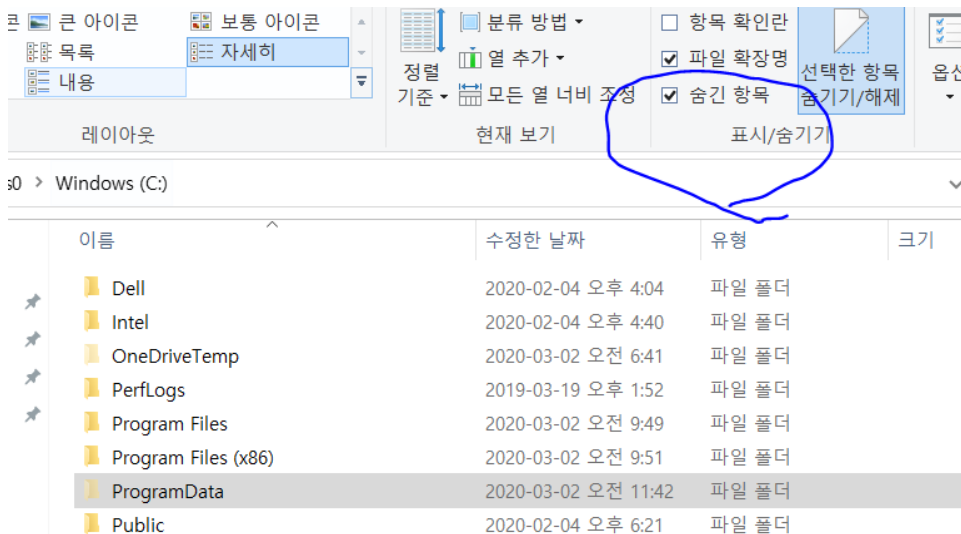 큰 아이콘 보통 아이콘
목록 자세히
내용
레이아웃
정렬
기준
분류 방법
열 추가
모든 열 너비 조정
현재 보기
항목 확인란
파일 확장명
숨긴 항목
선택한 항목
숨기기/해제
표시/숨기기
s0 > Windows (C:)
이름 수정한 날짜 유형 크기
Dell 2020-02-04 오후 4:04 파일 폴더
Intel 2020-02-04 오후 4:40 파일 폴더
OneDriveTemp 2020-03-02 오전 6:41 파일 폴더
PerfLogs 2019-03-19 오후 1:52 파일 폴더
Program Files 2020-03-02 오전 9:49 파일 폴더
Program Files (x86) 2020-03-02 오전 9:51 파일 폴더
ProgramData 2020-03-02 오전 11:42 파일 폴더
Public 2020-02-04 오후 6:21 파일 폴더